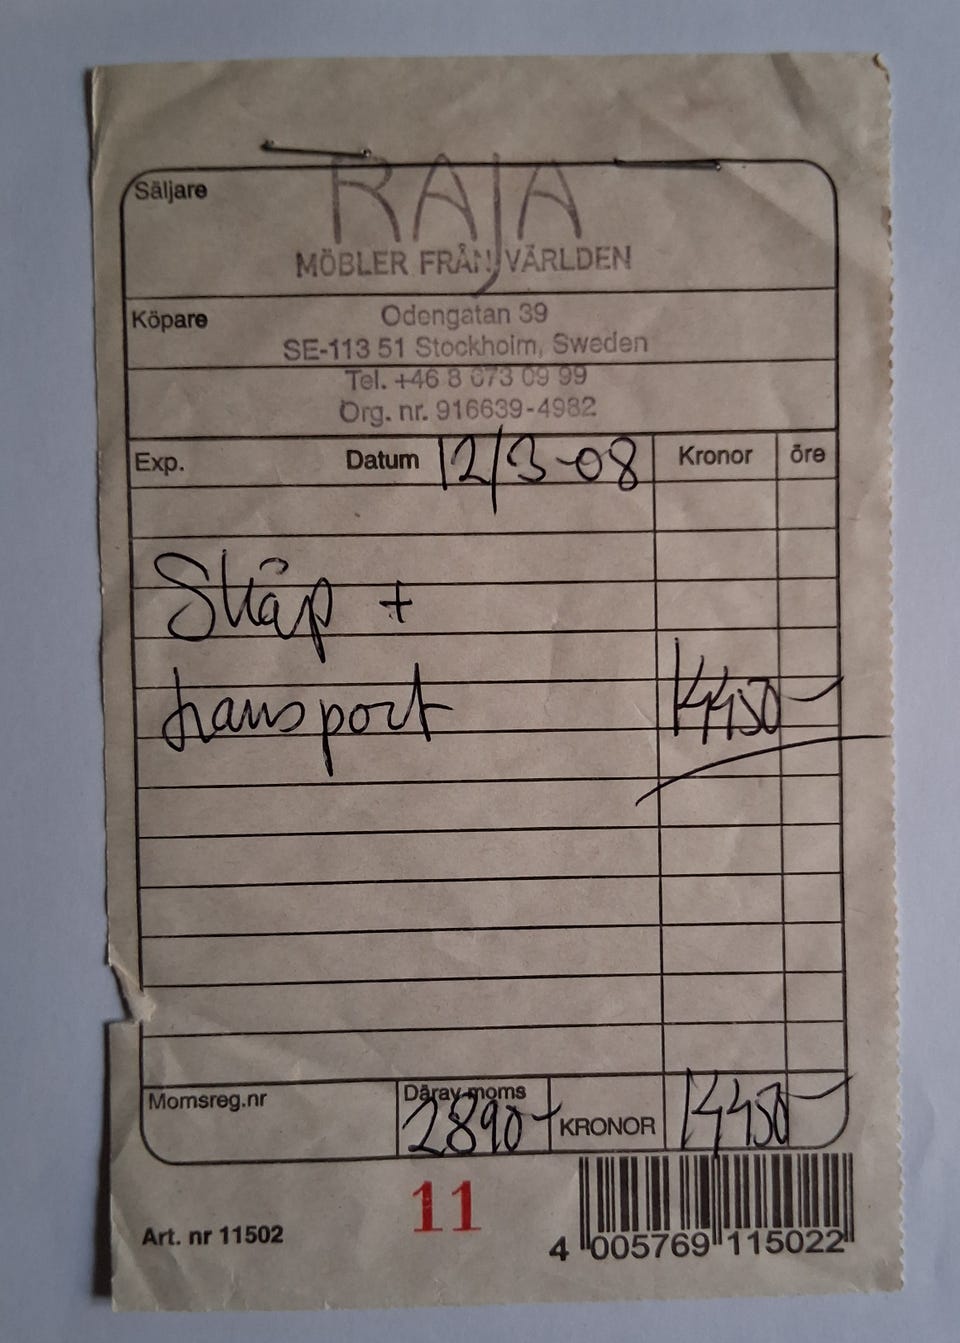 Säljare
RAJA
MÖBLER FRÅN VÄRLDEN
Köpare
Odengatan 39
SE-113 51 Stockholm, Sweden
Tel. +46 8 673 09 99
Org. nr. 916639-4982
Exp. Datum 12/3-08 Kronor öre
Skåp +
transport 14450-
Momsreg.nr Därav moms 2890- KRONOR 14450-
11
Art. nr 11502
4 005769 115022